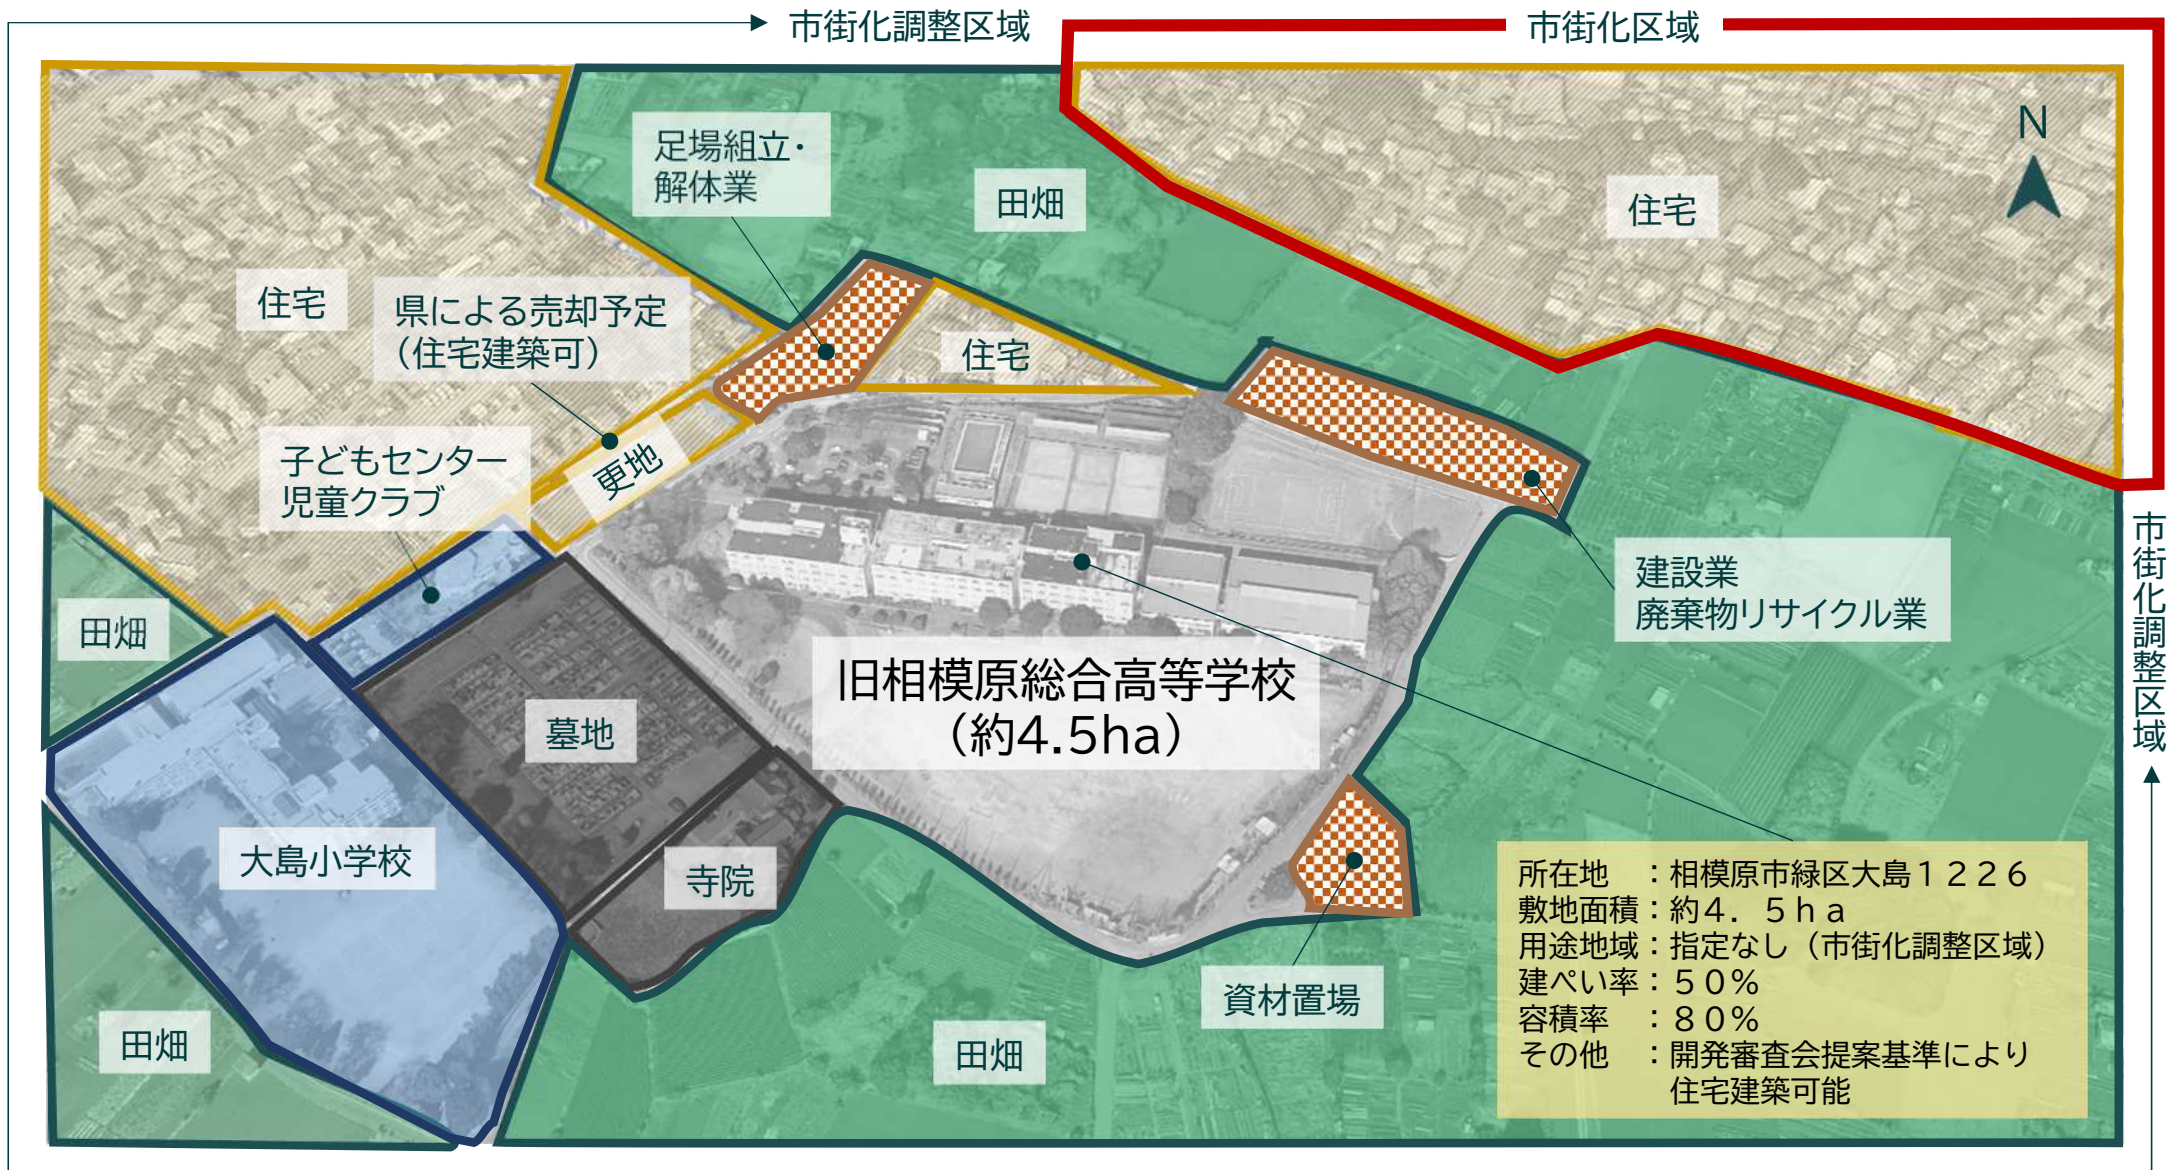 市街化調整区域
市街化区域
N
足場組立・
解体業
田畑
住宅
住宅
県による売却予定
（住宅建築可）
住宅
子どもセンター
児童クラブ
更地
市街化調整区域
建設業
廃棄物リサイクル業
田畑
旧相模原総合高等学校
（約4.5ha）
墓地
大島小学校
寺院
資材置場
田畑
田畑
所在地　：相模原市緑区大島１２２６
敷地面積：約４．５ｈａ
用途地域：指定なし（市街化調整区域）
建ぺい率：５０％
容積率　：８０％
その他　：開発審査会提案基準により
住宅建築可能